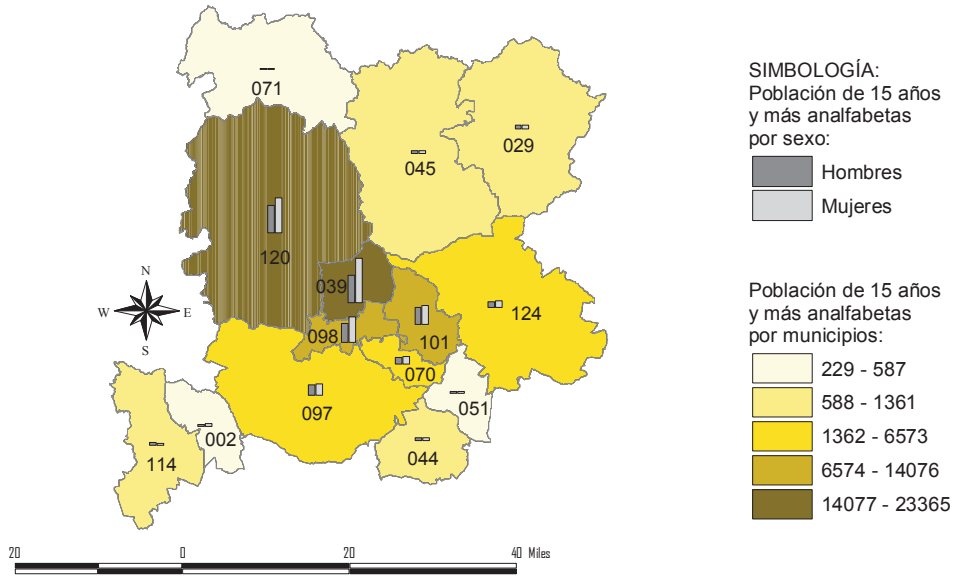 071
045
029
120
039
098
101
124
070
097
051
002
114
044
N
W
E
S
20
0
20
40 Miles
SIMBOLOGÍA:
Población de 15 años
y más analfabetas
por sexo:
Hombres
Mujeres
Población de 15 años
y más analfabetas
por municipios:
229 - 587
588 - 1361
1362 - 6573
6574 - 14076
14077 - 23365